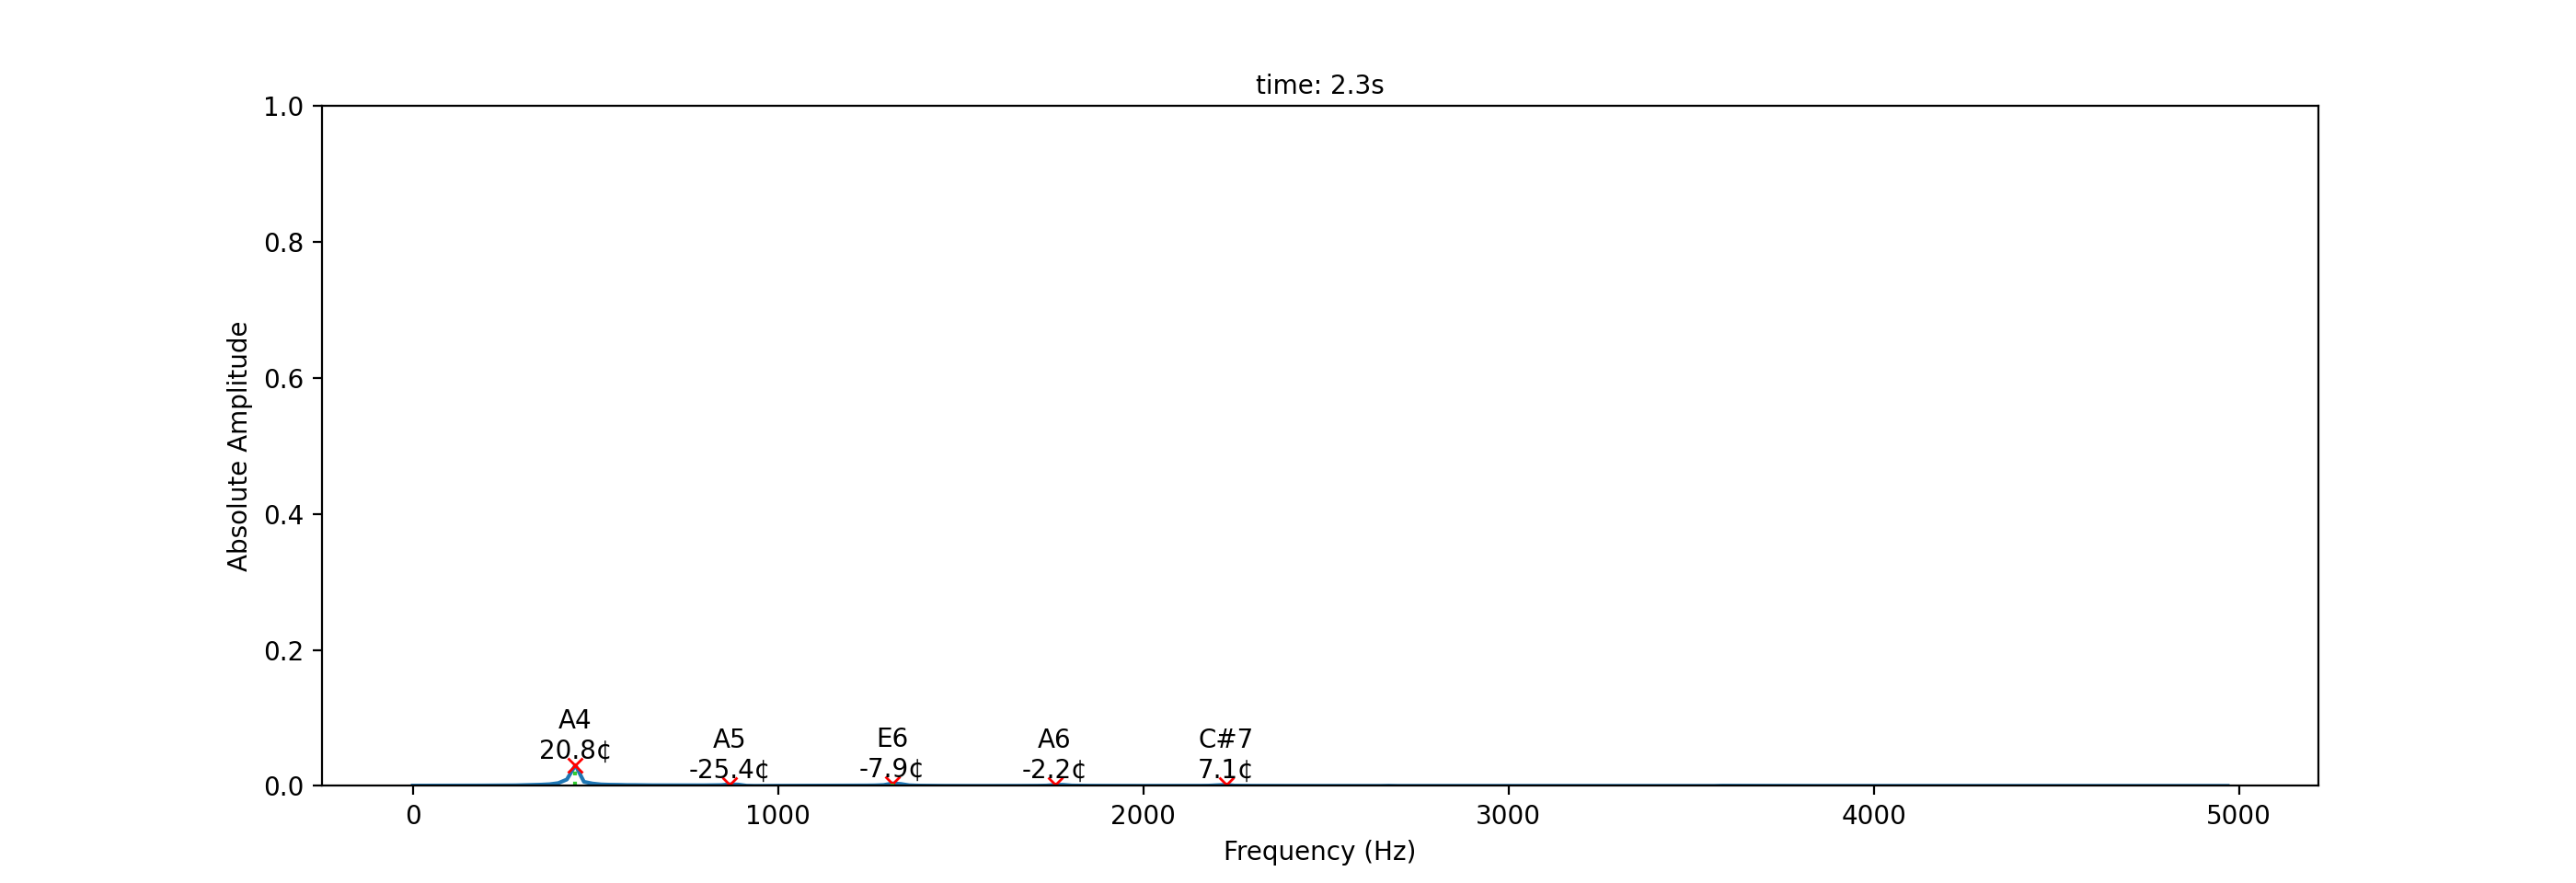 time: 2.3s
1.0
0.8
0.6
0.4
0.2
0.0
Absolute Amplitude
A4
20.8¢
A5
-25.4¢
E6
-7.9¢
A6
-2.2¢
C#7
7.1¢
0
1000
2000
3000
4000
5000
Frequency (Hz)